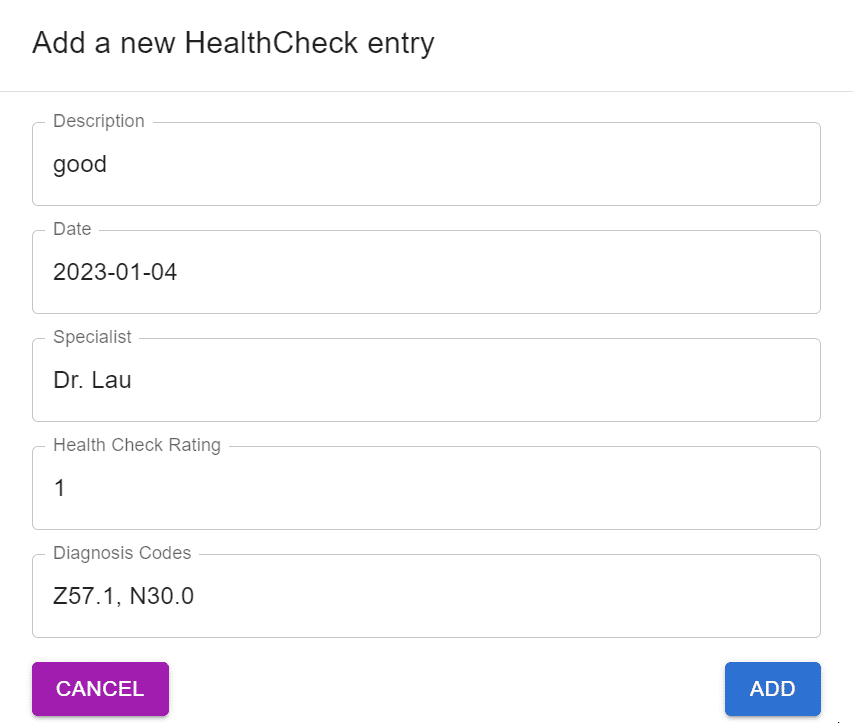 Add a new HealthCheck entry
Description
good
Date
2023-01-04
Specialist
Dr. Lau
Health Check Rating
1
Diagnosis Codes
Z57.1, N30.0
CANCEL
ADD